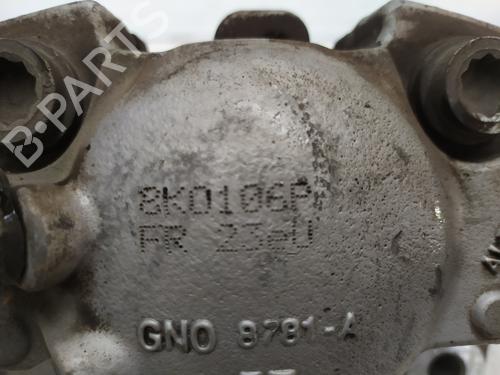 B-PARTS
8K0106P
FR 23eU
GNO 8781-A